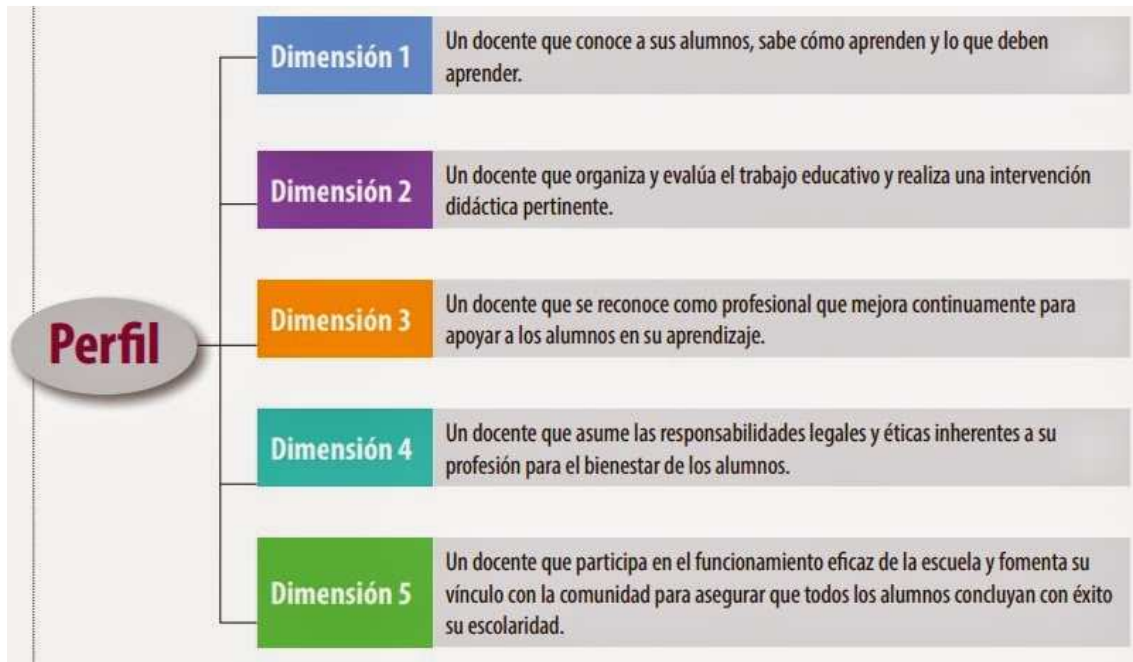 Perfil
Dimensión 1
Un docente que conoce a sus alumnos, sabe cómo aprenden y lo que deben
aprender.
Dimensión 2
Un docente que organiza y evalúa el trabajo educativo y realiza una intervención
didáctica pertinente.
Dimensión 3
Un docente que se reconoce como profesional que mejora continuamente para
apoyar a los alumnos en su aprendizaje.
Dimensión 4
Un docente que asume las responsabilidades legales y éticas inherentes a su
profesión para el bienestar de los alumnos.
Dimensión 5
Un docente que participa en el funcionamiento eficaz de la escuela y fomenta su
vínculo con la comunidad para asegurar que todos los alumnos concluyan con éxito
su escolaridad.